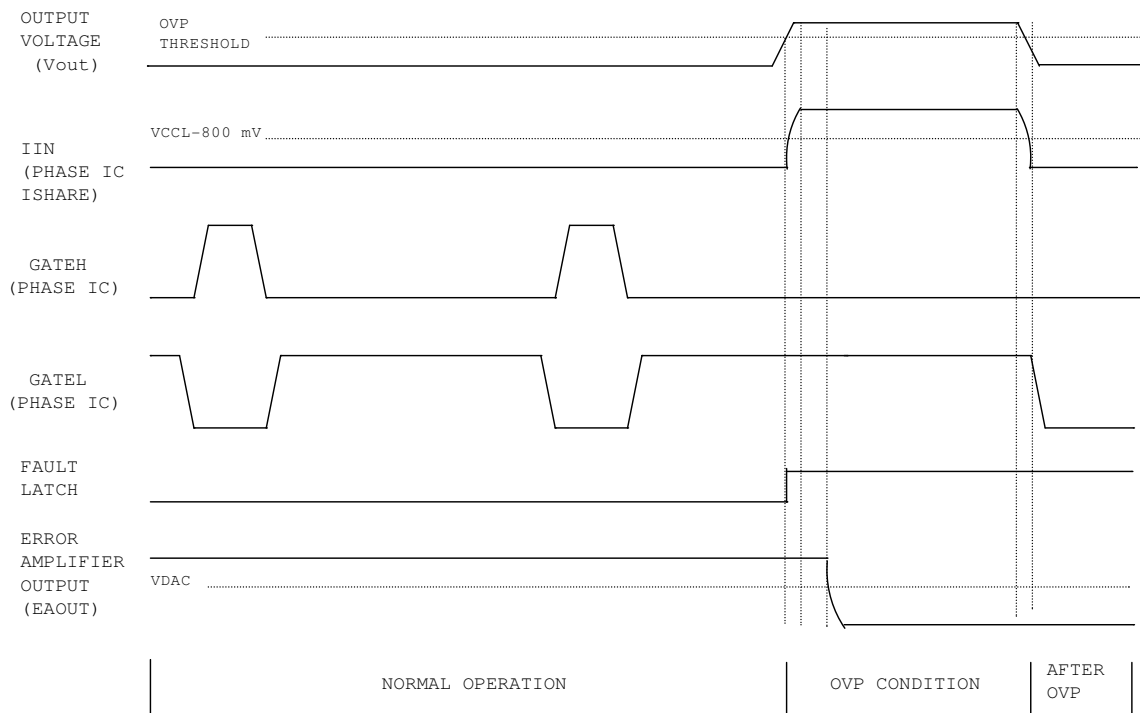 OUTPUT
VOLTAGE
(Vout)
OVP
THRESHOLD
IIN
(PHASE IC
ISHARE)
VCCL-800 mV
GATEH
(PHASE IC)
GATEL
(PHASE IC)
FAULT
LATCH
ERROR
AMPLIFIER
OUTPUT
(EAOUT)
VDAC
NORMAL OPERATION
OVP CONDITION
AFTER
OVP